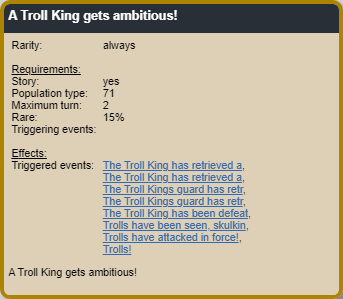 A Troll King gets ambitious!
Rarity: always
Requirements:
Story: yes
Population type: 71
Maximum turn: 2
Rare: 15%
Triggering events:
Effects:
Triggered events: The Troll King has retrieved a,
The Troll King has retrieved a,
The Troll Kings guard has retr,
The Troll Kings guard has retr,
The Troll King has been defeat,
Trolls have been seen, skulkin,
Trolls have attacked in force!,
Trolls!
A Troll King gets ambitious!